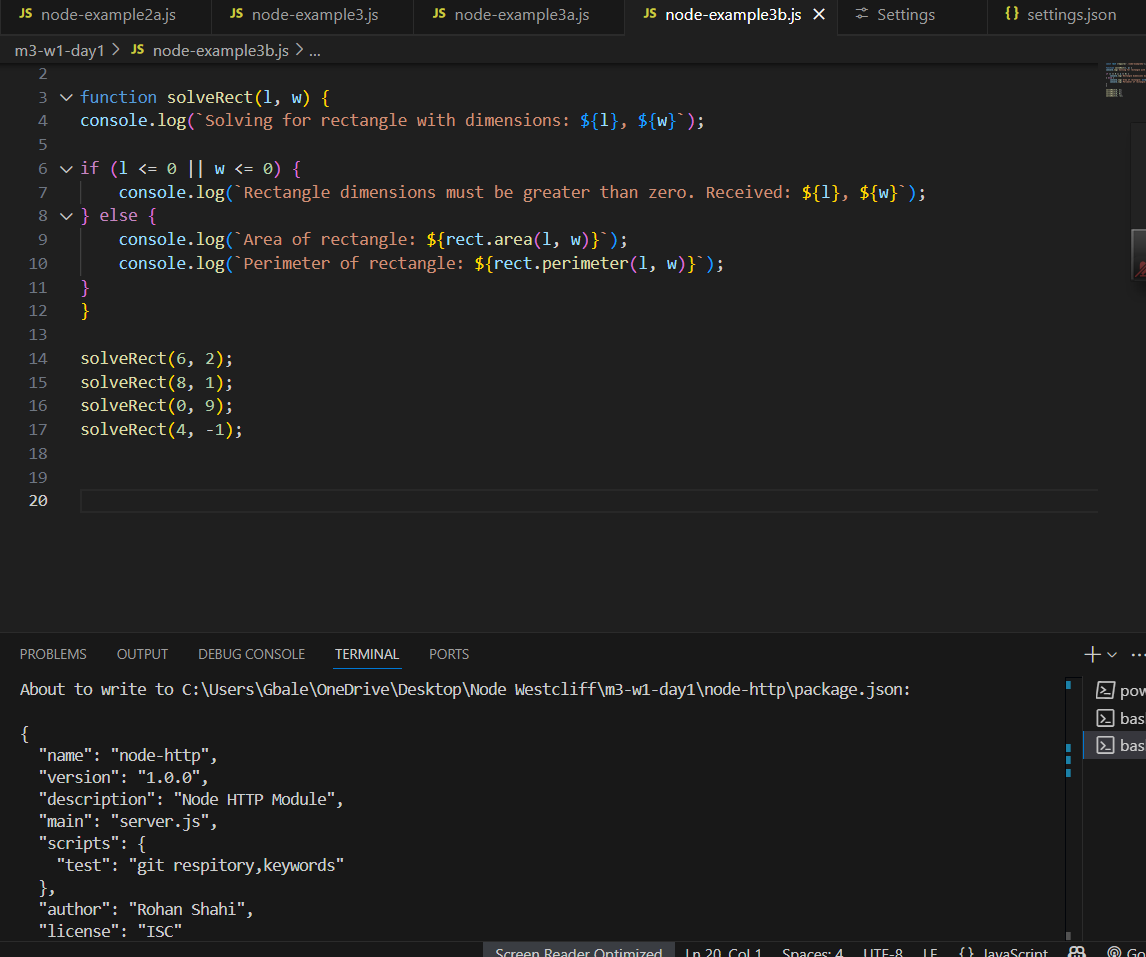 JS node-example2a.js JS node-example3.js JS node-example3a.js JS node-example3b.js Settings {} settings.json
m3-w1-day1 > JS node-example3b.js > ...
2
3 function solveRect(l, w) {
4 console.log(`Solving for rectangle with dimensions: ${l}, ${w}`);
5
6 if (l <= 0 || w <= 0) {
7 console.log(`Rectangle dimensions must be greater than zero. Received: ${l}, ${w}`);
8 } else {
9 console.log(`Area of rectangle: ${rect.area(l, w)}`);
10 console.log(`Perimeter of rectangle: ${rect.perimeter(l, w)}`);
11 }
12 }
13
14 solveRect(6, 2);
15 solveRect(8, 1);
16 solveRect(0, 9);
17 solveRect(4, -1);
18
19
20
PROBLEMS OUTPUT DEBUG CONSOLE TERMINAL PORTS
About to write to C:\Users\Gbale\OneDrive\Desktop\Node Westcliff\m3-w1-day1\node-http\package.json:
pow
bas
bas
{
"name": "node-http",
"version": "1.0.0",
"description": "Node HTTP Module",
"main": "server.js",
"scripts": {
"test": "git respitory,keywords"
},
"author": "Rohan Shahi",
"license": "ISC"
Screen Reader Optimized Ln 20, Col 1 Spaces: 4 UTF-8 LF {} JavaScript Go